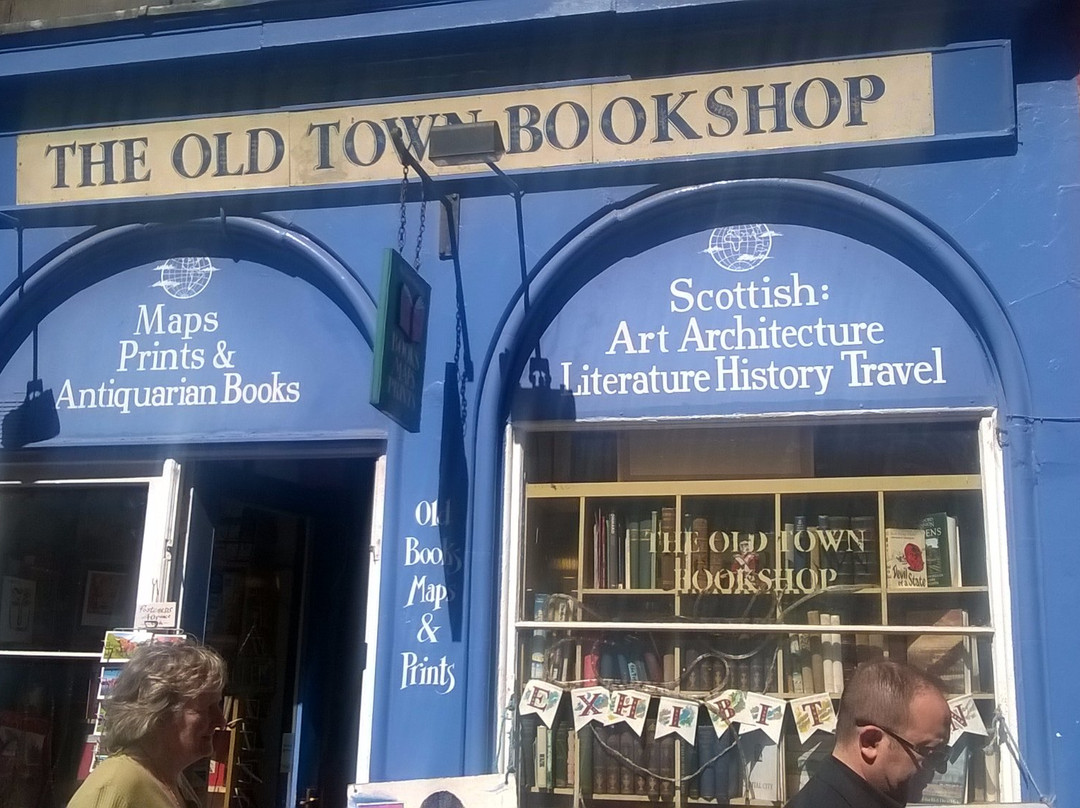 THE OLD TOWN BOOKSHOP
Maps
Prints &
Antiquarian Books
Scottish:
Art Architecture
Literature History Travel
Old
Books
Maps
&
Prints
THE OLD TOWN
BOOKSHOP
EXHIBIT N